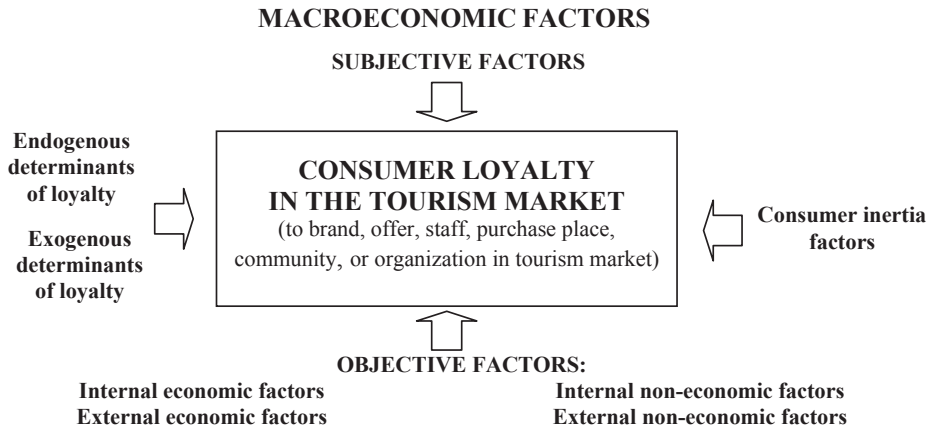 MACROECONOMIC FACTORS
SUBJECTIVE FACTORS
Endogenous
determinants
of loyalty
Exogenous
determinants
of loyalty
CONSUMER LOYALTY
IN THE TOURISM MARKET
(to brand, offer, staff, purchase place,
community, or organization in tourism market)
Consumer inertia
factors
OBJECTIVE FACTORS:
Internal economic factors
External economic factors
Internal non-economic factors
External non-economic factors